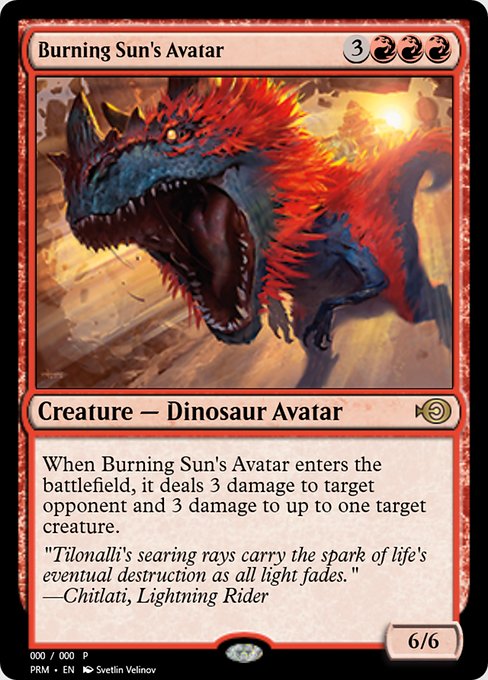 Burning Sun's Avatar 3
Creature — Dinosaur Avatar
When Burning Sun's Avatar enters the
battlefield, it deals 3 damage to target
opponent and 3 damage to up to one target
creature.
"Tilonalli's searing rays carry the spark of life's
eventual destruction as all light fades."
—Chitlati, Lightning Rider
6/6
000 / 000 P
PRM • EN Svetlin Velinov